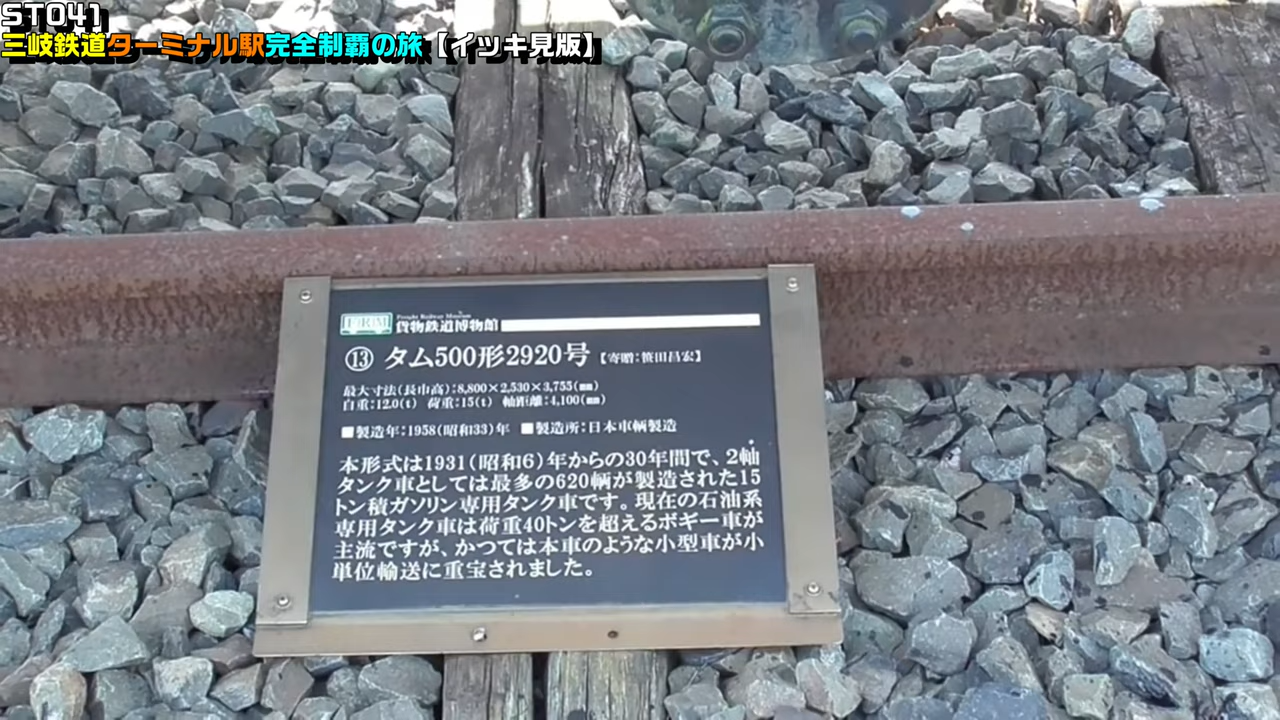 ST041
三岐鉄道ターミナル駅完全制覇の旅【イツキ見版】
Freight Railway Museum
貨物鉄道博物館
⑬ タム500形2920号【寄贈:笹田昌宏】
最大寸法(長巾高):8,800×2,530×3,755(㎜)
自重:12.0(t) 荷重:15(t) 軸距離:4,100(㎜)
■製造年:1958(昭和33)年 ■製造所:日本車輌製造
本形式は1931(昭和6)年からの30年間で、2軸
タンク車としては最多の620輌が製造された15
トン積ガソリン専用タンク車です。現在の石油系
専用タンク車は荷重40トンを超えるボギー車が
主流ですが、かつては本車のような小型車が小
単位輸送に重宝されました。